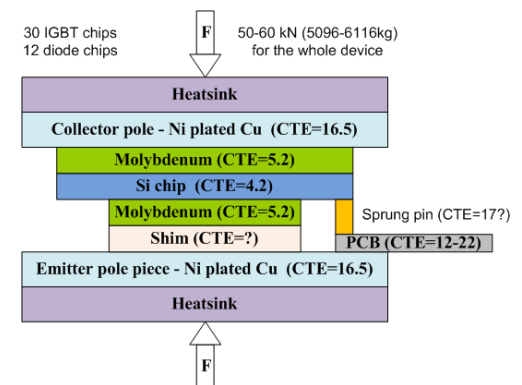 30 IGBT chips
12 diode chips
F
50-60 kN (5096-6116kg)
for the whole device
Heatsink
Collector pole - Ni plated Cu (CTE=16.5)
Molybdenum (CTE=5.2)
Si chip (CTE=4.2)
Molybdenum (CTE=5.2)
Sprung pin (CTE=17?)
Shim (CTE=?)
PCB (CTE=12-22)
Emitter pole piece - Ni plated Cu (CTE=16.5)
Heatsink
F